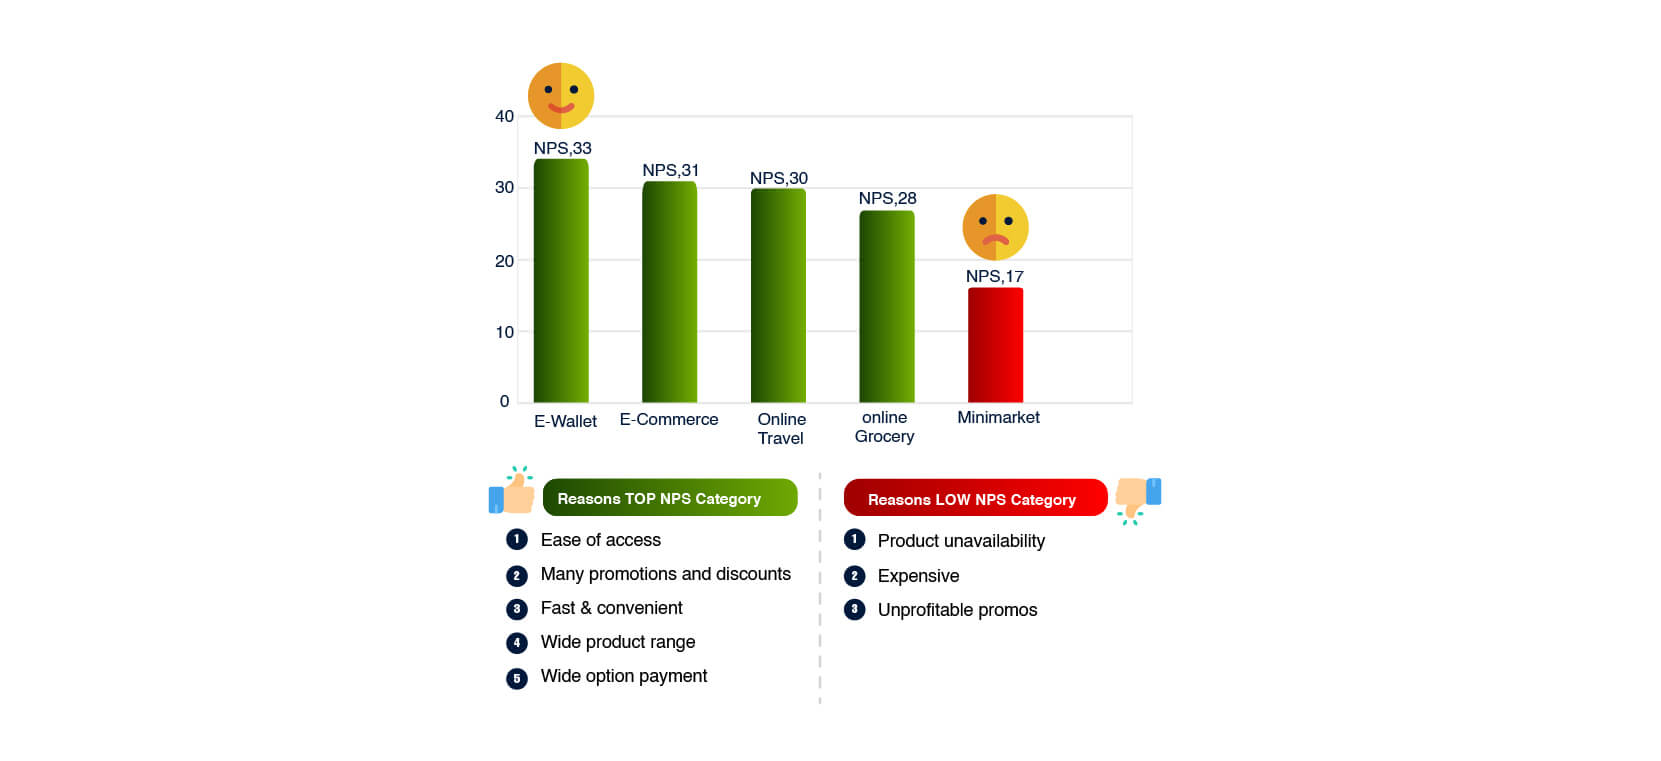 40
30
20
10
0
NPS,33
NPS,31
NPS,30
NPS,28
NPS,17
E-Wallet
E-Commerce
Online
Travel
online
Grocery
Minimarket
Reasons TOP NPS Category
1 Ease of access
2 Many promotions and discounts
3 Fast & convenient
4 Wide product range
5 Wide option payment
Reasons LOW NPS Category
1 Product unavailability
2 Expensive
3 Unprofitable promos